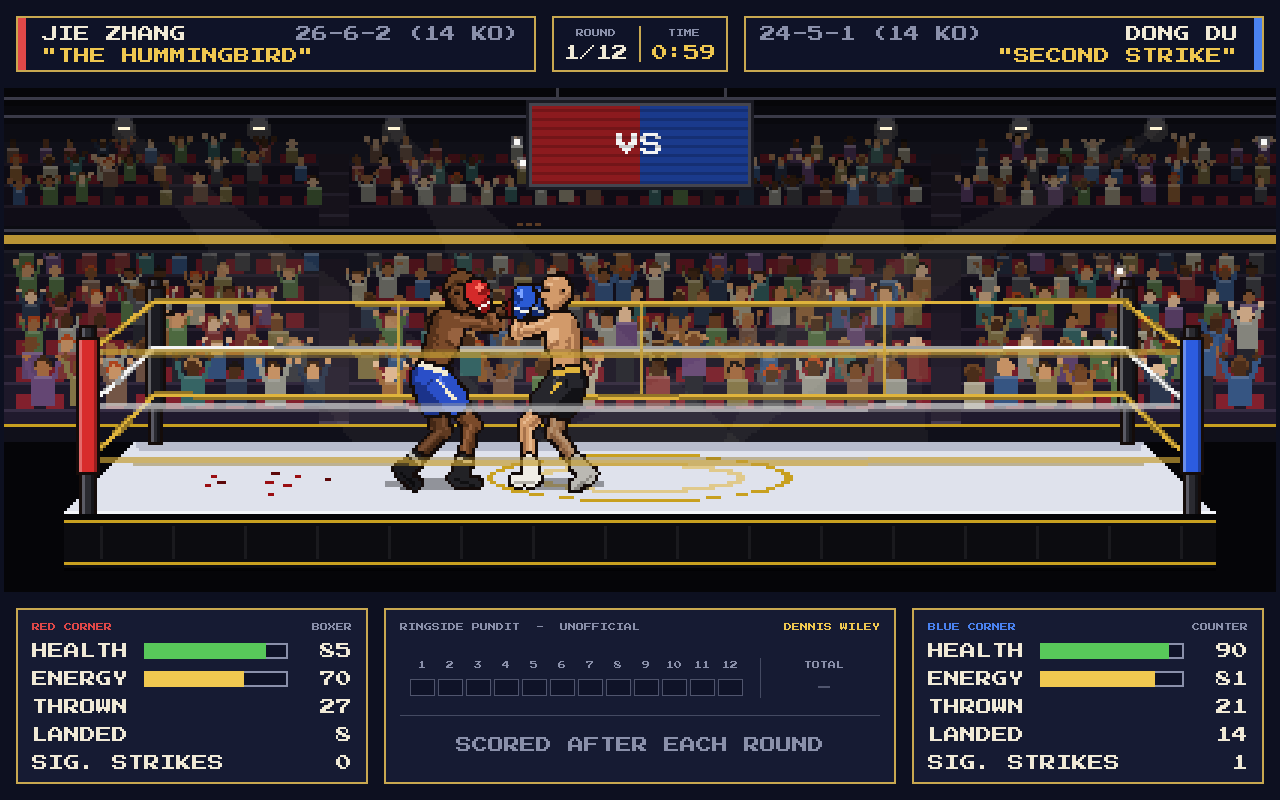 JIE ZHANG 26-6-2 (14 KO)
"THE HUMMINGBIRD"
ROUND TIME
1/12 0:59
24-5-1 (14 KO) DONG DU
"SECOND STRIKE"
VS
RED CORNER BOXER
HEALTH 85
ENERGY 70
THROWN 27
LANDED 8
SIG. STRIKES 0
RINGSIDE PUNDIT - UNOFFICIAL DENNIS WILEY
1 2 3 4 5 6 7 8 9 10 11 12 TOTAL
—
SCORED AFTER EACH ROUND
BLUE CORNER COUNTER
HEALTH 90
ENERGY 81
THROWN 21
LANDED 14
SIG. STRIKES 1